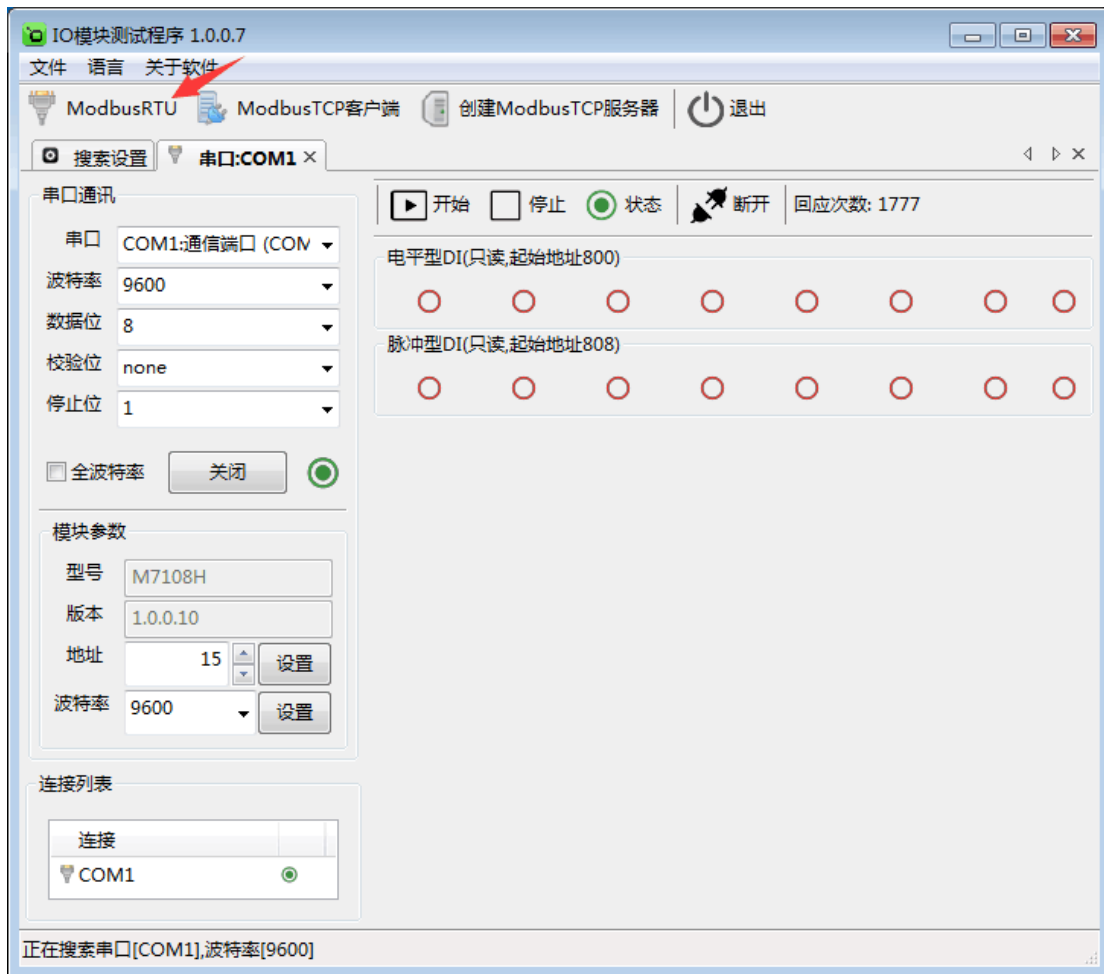 IO模块测试程序 1.0.0.7
文件 语言 关于软件
ModbusRTU ModbusTCP客户端 创建ModbusTCP服务器 退出
搜索设置 串口:COM1
串口通讯
串口 COM1:通信端口 (COM
波特率 9600
数据位 8
校验位 none
停止位 1
全波特率 关闭
模块参数
型号 M7108H
版本 1.0.0.10
地址 15 设置
波特率 9600 设置
连接列表
连接
COM1
开始 停止 状态 断开 回应次数: 1777
电平型DI(只读,起始地址800)
脉冲型DI(只读,起始地址808)
正在搜索串口[COM1],波特率[9600]